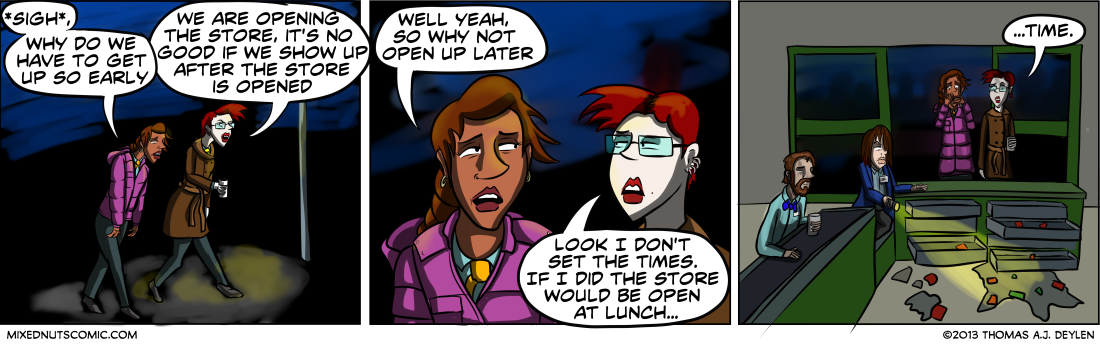 *SIGH*,
WHY DO WE
HAVE TO GET
UP SO EARLY
WE ARE OPENING
THE STORE, IT'S NO
GOOD IF WE SHOW UP
AFTER THE STORE
IS OPENED
WELL YEAH,
SO WHY NOT
OPEN UP LATER
LOOK I DON'T
SET THE TIMES.
IF I DID THE STORE
WOULD BE OPEN
AT LUNCH...
...TIME.
MIXEDNUTSCOMIC.COM
©2013 THOMAS A.J. DEYLEN